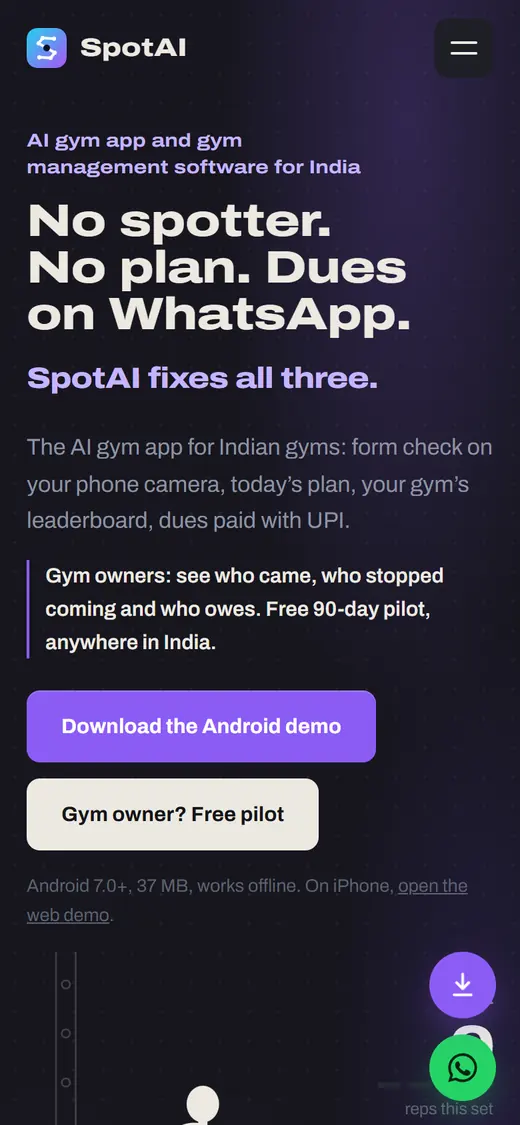 SpotAI
AI gym app and gym
management software for India
No spotter.
No plan. Dues
on WhatsApp.
SpotAI fixes all three.
The AI gym app for Indian gyms: form check on
your phone camera, today’s plan, your gym’s
leaderboard, dues paid with UPI.
Gym owners: see who came, who stopped
coming and who owes. Free 90-day pilot,
anywhere in India.
Download the Android demo
Gym owner? Free pilot
Android 7.0+, 37 MB, works offline. On iPhone, open the
web demo.
reps this set